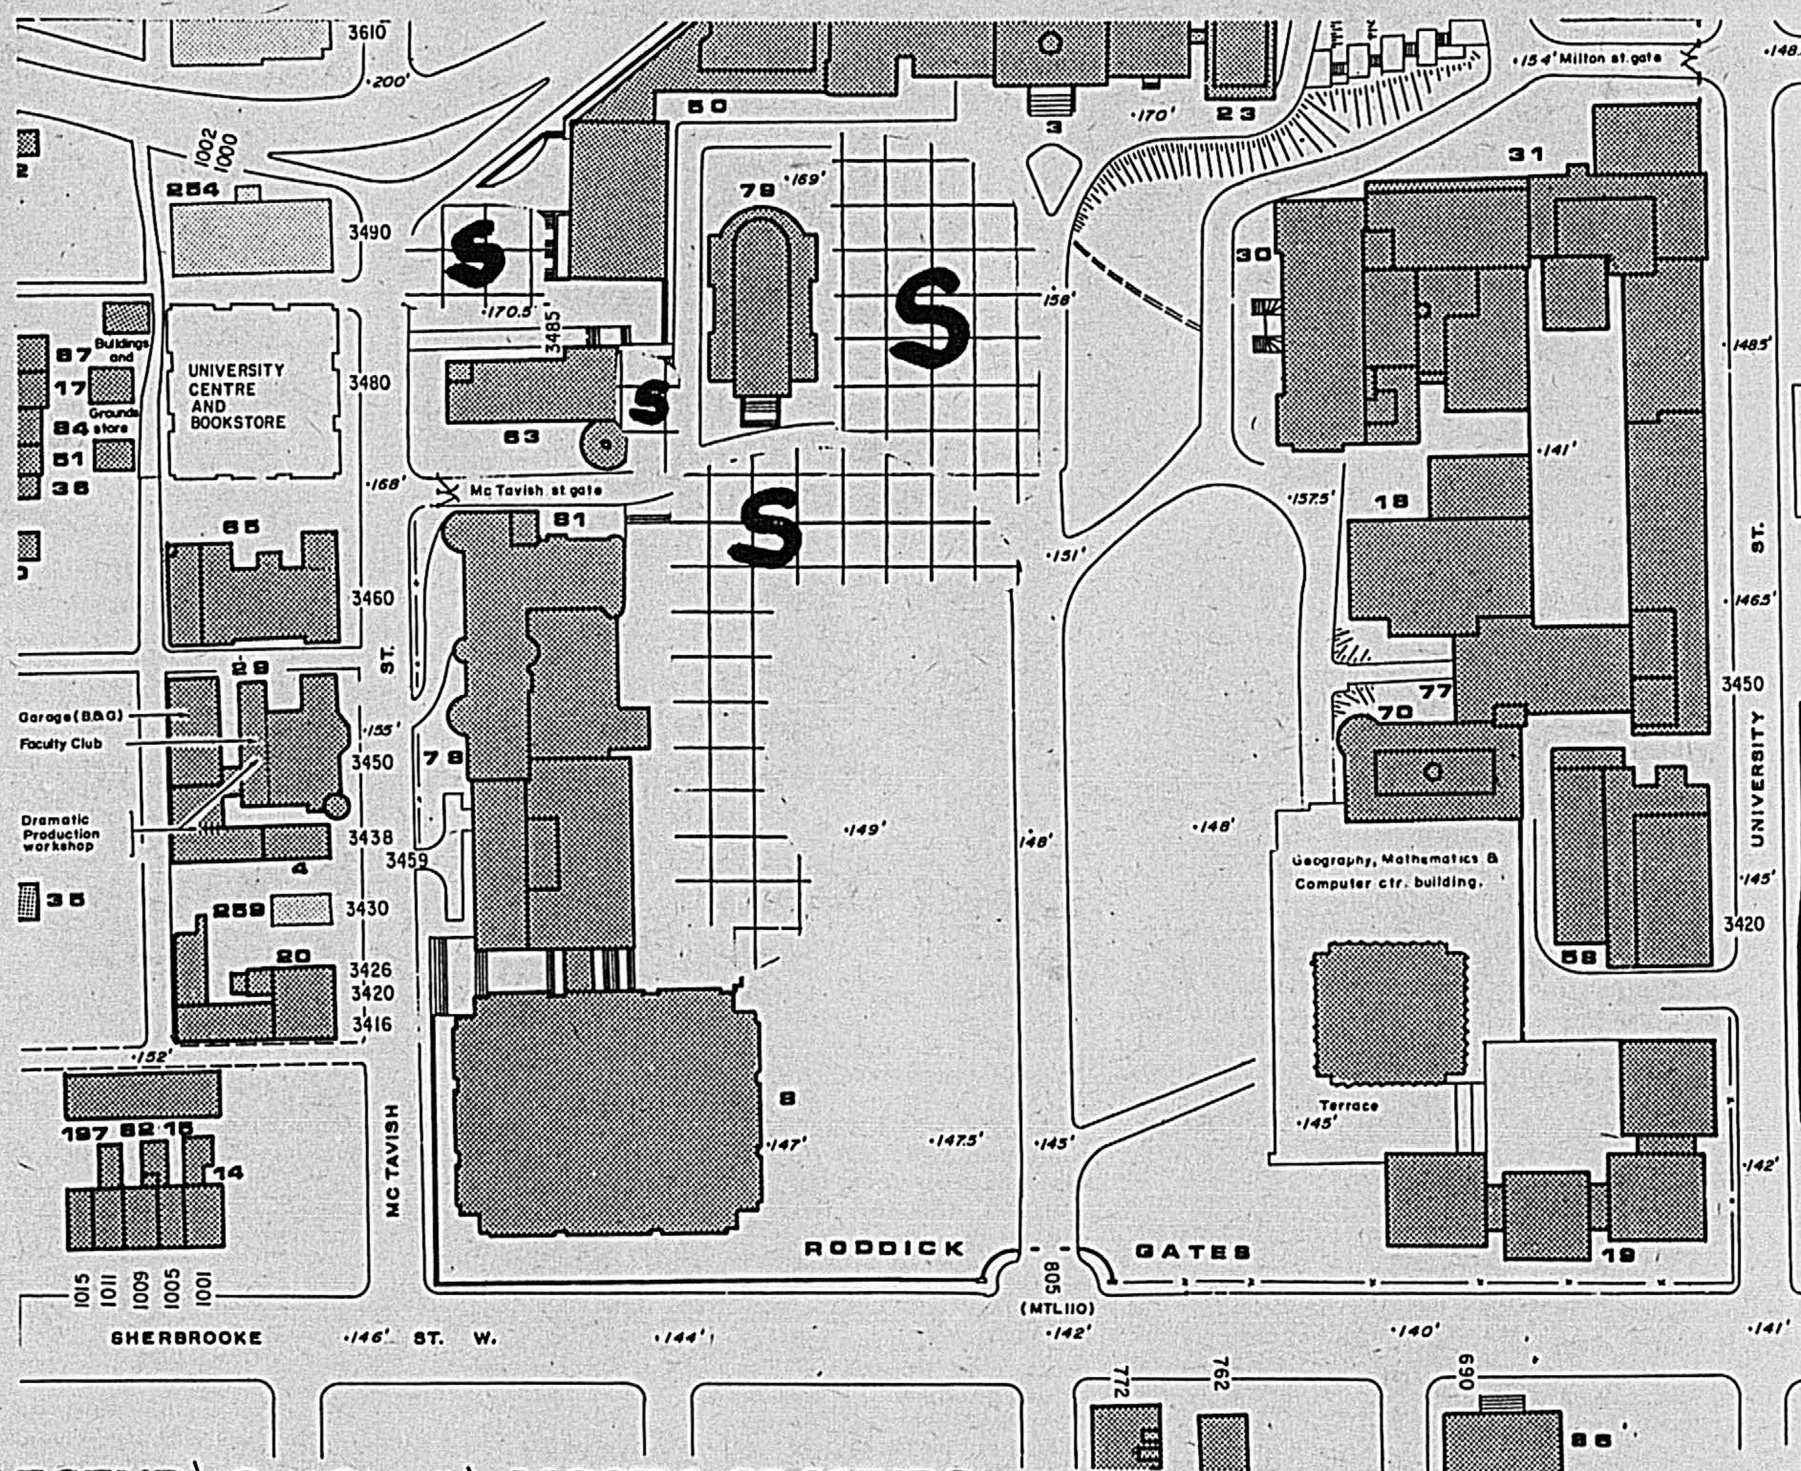 3610
·200'
50
3
·170'
23
·154' Milton st. gate
·148.
1002
1000
254
3490
S
·170.5'
3485'
79
·169'
S
158'
31
30
2
87
17
84
51
36
Buildings
and
Grounds
store
UNIVERSITY
CENTRE
AND
BOOKSTORE
3480
63
S
·148.5'
·141'
·168'
Mc Tavish st. gate
81
S
·157.5'
18
·151'
ST.
65
3460
·146.5'
ST.
29
Garage (B&G)
Faculty Club
·155'
3450
78
77
70
3450
UNIVERSITY
Dramatic
Production
workshop
3438
4
3459
·149'
148'
·148'
Geography, Mathematics &
Computer ctr. building.
·145'
3420
35
259
3430
20
3426
3420
3416
58
·152'
197 82 15
14
MC TAVISH
8
·147'
·147.5'
·145'
Terrace
·145'
·142'
19
RODDICK GATES
805
(MTL 110)
1015
1011
1009
1005
1001
SHERBROOKE ST. W.
·146'
·144'
·142'
·140'
·141'
772
762
690